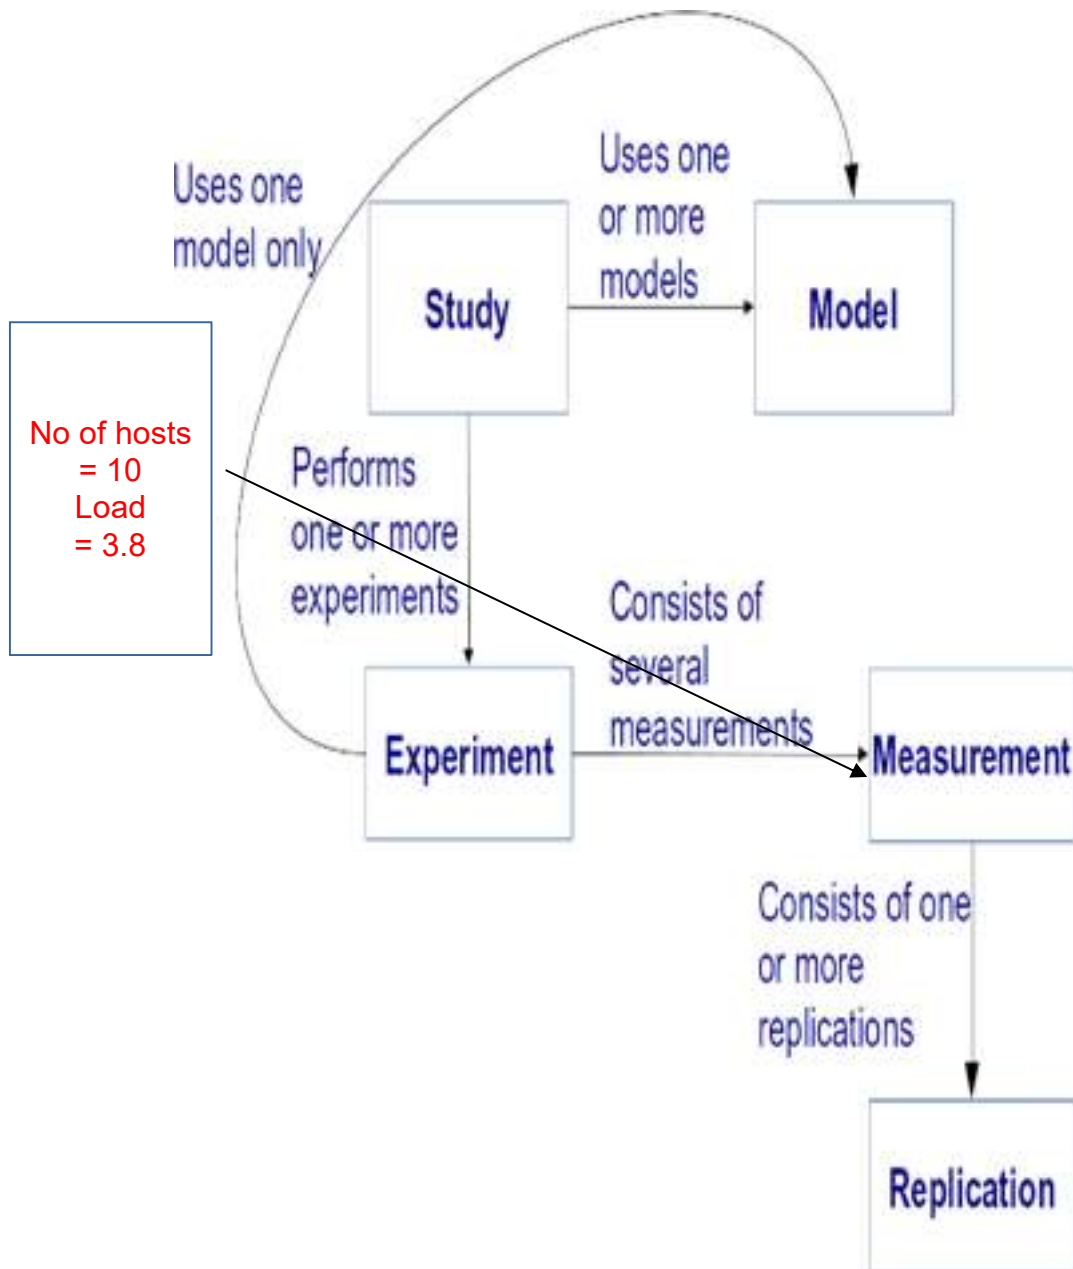 Uses one
model only
Uses one
or more
models
Study
Model
No of hosts
= 10
Load
= 3.8
Performs
one or more
experiments
Consists of
several
measurements
Experiment
Measurement
Consists of one
or more
replications
Replication